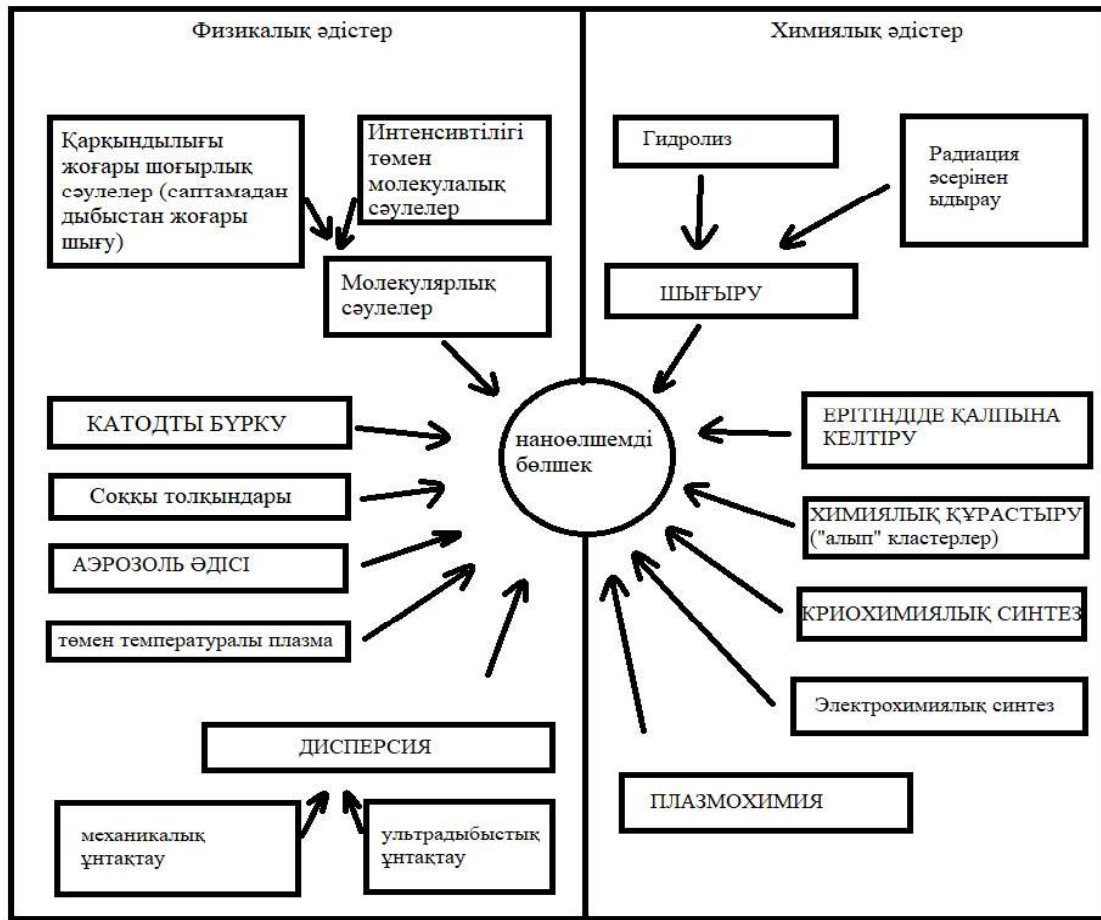 Физикалық әдістер
Химиялық әдістер
Қарқындылығы
жоғары шоғырлық
сәулелер (саптамадан
дыбыстан жоғары
шығу)
Интенсивтілігі
төмен
молекулалық
сәулелер
Молекулярлық
сәулелер
Гидролиз
Радиация
әсерінен
ыдырау
ШЫҒЫРУ
КАТОДТЫ БҮРКУ
Соққы толқындары
АЭРОЗОЛЬ ӘДІСІ
төмен температуралы плазма
наноөлшемді
бөлшек
ЕРІТІНДІДЕ ҚАЛПЫНА
КЕЛТІРУ
ХИМИЯЛЫҚ ҚҰРАСТЫРУ
("алып" кластерлер)
КРИОХИМИЯЛЫҚ СИНТЕЗ
Электрохимиялық синтез
ДИСПЕРСИЯ
механикалық
ұнтақтау
ультрадыбыстық
ұнтақтау
ПЛАЗМОХИМИЯ